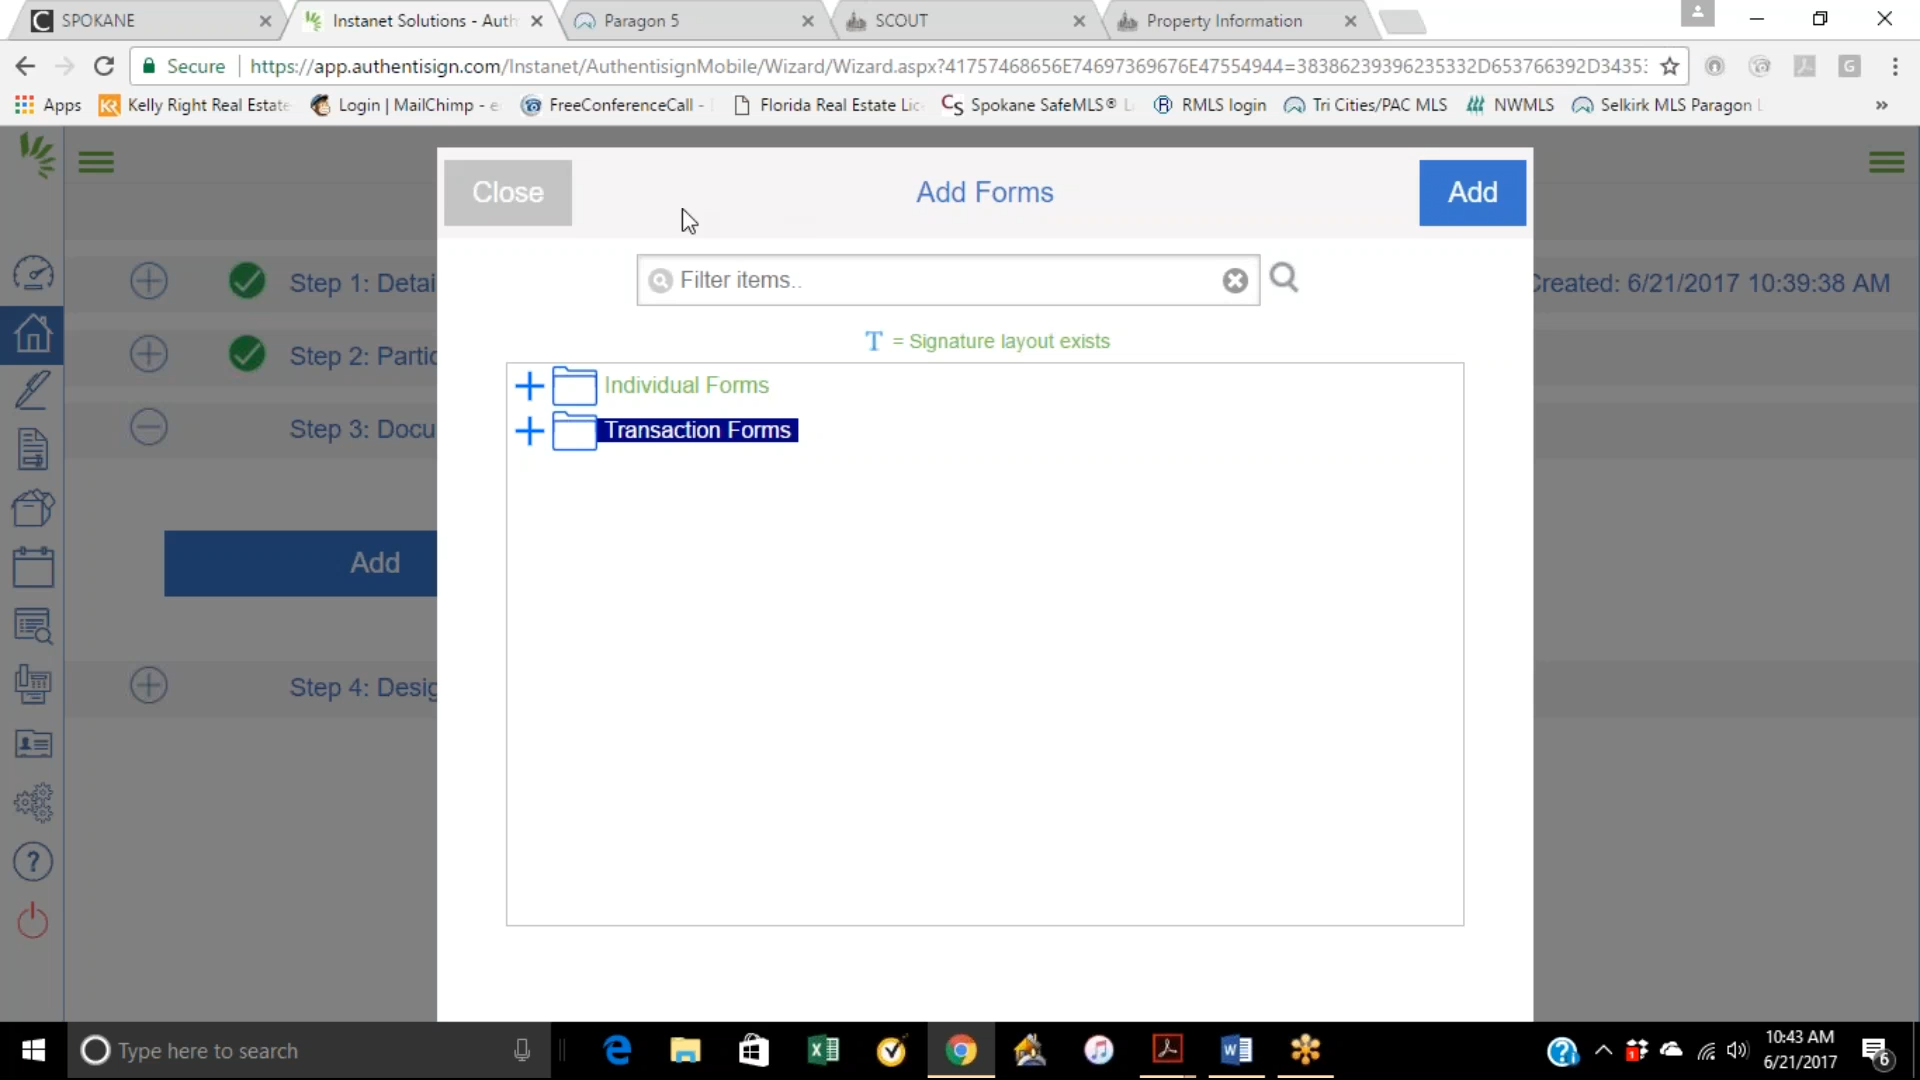 SPOKANE
Instanet Solutions - Auth
Paragon 5
SCOUT
Property Information
Secure
https://app.authentisign.com/Instanet/AuthentisignMobile/Wizard/Wizard.aspx?41757468656E74697369676E47554944=38386239396235332D653766392D3435
Apps
Kelly Right Real Estate
Login | MailChimp - e
FreeConferenceCall -
Florida Real Estate Lic
Spokane SafeMLS® L
RMLS login
Tri Cities/PAC MLS
NWMLS
Selkirk MLS Paragon
»
Close
Add Forms
Add
Filter items..
T = Signature layout exists
Individual Forms
Transaction Forms
Step 1: Detai
Created: 6/21/2017 10:39:38 AM
Step 2: Partic
Step 3: Docu
Add
Step 4: Desig
Type here to search
10:43 AM
6/21/2017
6